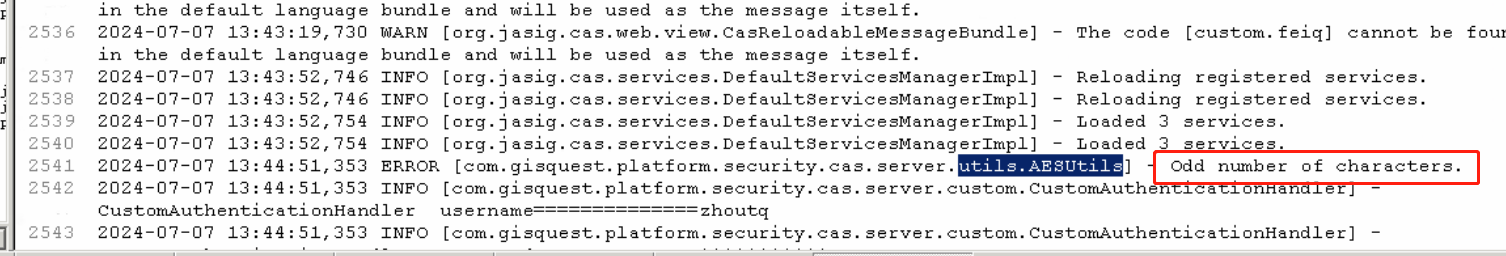 in the default language bundle and will be used as the message itself.
2536 2024-07-07 13:43:19,730 WARN [org.jasig.cas.web.view.CasReloadableMessageBundle] - The code [custom.feiq] cannot be
in the default language bundle and will be used as the message itself.
2537 2024-07-07 13:43:52,746 INFO [org.jasig.cas.services.DefaultServicesManagerImpl] - Reloading registered services.
2538 2024-07-07 13:43:52,746 INFO [org.jasig.cas.services.DefaultServicesManagerImpl] - Reloading registered services.
2539 2024-07-07 13:43:52,754 INFO [org.jasig.cas.services.DefaultServicesManagerImpl] - Loaded 3 services.
2540 2024-07-07 13:43:52,754 INFO [org.jasig.cas.services.DefaultServicesManagerImpl] - Loaded 3 services.
2541 2024-07-07 13:44:51,353 ERROR [com.gisquest.platform.security.cas.server.utils.AESUtils] - Odd number of characters.
2542 2024-07-07 13:44:51,353 INFO [com.gisquest.platform.security.cas.server.custom.CustomAuthenticationHandler] -
CustomAuthenticationHandler username==============zhoutq
2543 2024-07-07 13:44:51,353 INFO [com.gisquest.platform.security.cas.server.custom.CustomAuthenticationHandler] -